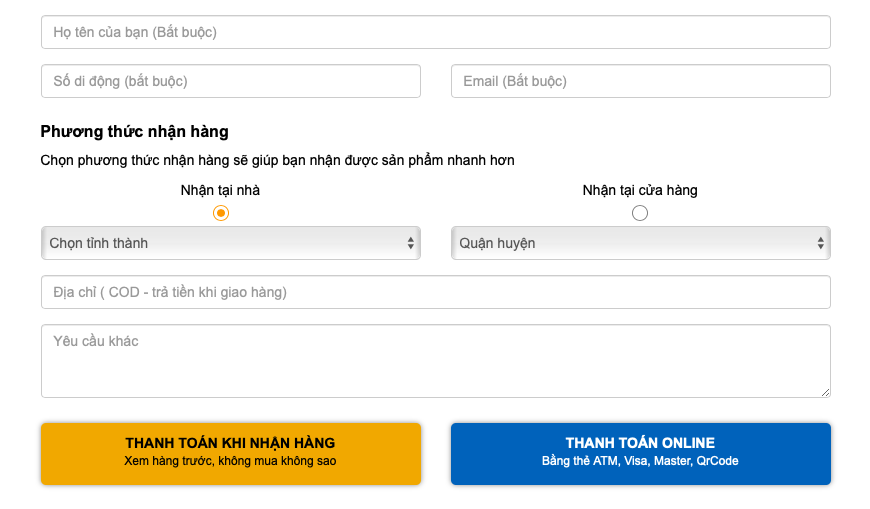 Họ tên của bạn (Bắt buộc)
Số di động (bắt buộc)
Email (Bắt buộc)
Phương thức nhận hàng
Chọn phương thức nhận hàng sẽ giúp bạn nhận được sản phẩm nhanh hơn
Nhận tại nhà
Nhận tại cửa hàng
Chọn tỉnh thành
Quận huyện
Địa chỉ ( COD - trả tiền khi giao hàng)
Yêu cầu khác
THANH TOÁN KHI NHẬN HÀNG
Xem hàng trước, không mua không sao
THANH TOÁN ONLINE
Bằng thẻ ATM, Visa, Master, QrCode